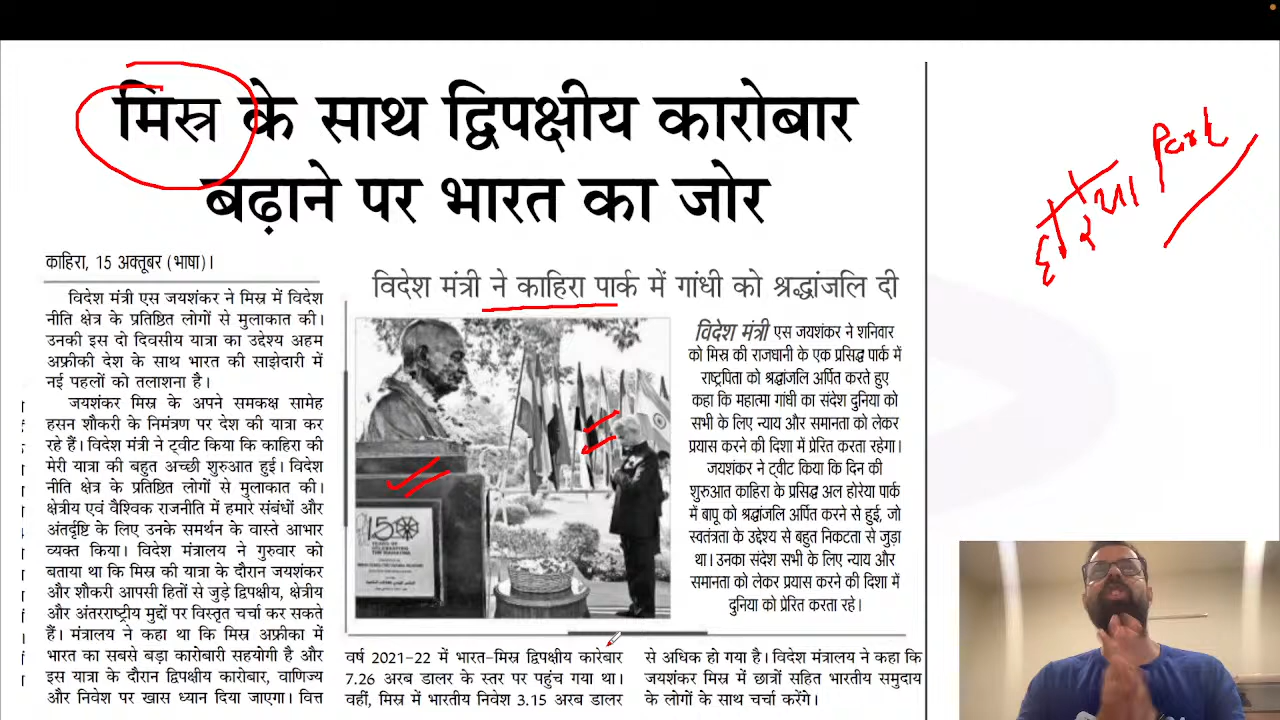 मिस्र के साथ द्विपक्षीय कारोबार
बढ़ाने पर भारत का जोर
काहिरा, 15 अक्तूबर (भाषा)।
विदेश मंत्री एस जयशंकर ने मिस्र में विदेश
नीति क्षेत्र के प्रतिष्ठित लोगों से मुलाकात की।
उनकी इस दो दिवसीय यात्रा का उद्देश्य अहम
अफ्रीकी देश के साथ भारत की साझेदारी में
नई पहलों को तलाशना है।
जयशंकर मिस्र के अपने समकक्ष सामेह
हसन शौकरी के निमंत्रण पर देश की यात्रा कर
रहे हैं। विदेश मंत्री ने ट्वीट किया कि काहिरा की
मेरी यात्रा की बहुत अच्छी शुरुआत हुई। विदेश
नीति क्षेत्र के प्रतिष्ठित लोगों से मुलाकात की।
क्षेत्रीय एवं वैश्विक राजनीति में हमारे संबंधों और
अंतर्दृष्टि के लिए उनके समर्थन के वास्ते आभार
व्यक्त किया। विदेश मंत्रालय ने गुरुवार को
बताया था कि मिस्र की यात्रा के दौरान जयशंकर
और शौकरी आपसी हितों से जुड़े द्विपक्षीय, क्षेत्रीय
और अंतरराष्ट्रीय मुद्दों पर विस्तृत चर्चा कर सकते
हैं। मंत्रालय ने कहा था कि मिस्र अफ्रीका में
भारत का सबसे बड़ा कारोबारी सहयोगी है और
इस यात्रा के दौरान द्विपक्षीय कारोबार, वाणिज्य
और निवेश पर खास ध्यान दिया जाएगा। वित्त
विदेश मंत्री ने काहिरा पार्क में गांधी को श्रद्धांजलि दी
150
YEARS OF
CELEBRATING
THE MAHATMA
विदेश मंत्री एस जयशंकर ने शनिवार
को मिस्र की राजधानी के एक प्रसिद्ध पार्क में
राष्ट्रपिता को श्रद्धांजलि अर्पित करते हुए
कहा कि महात्मा गांधी का संदेश दुनिया को
सभी के लिए न्याय और समानता को लेकर
प्रयास करने की दिशा में प्रेरित करता रहेगा।
जयशंकर ने ट्वीट किया कि दिन की
शुरुआत काहिरा के प्रसिद्ध अल होरेया पार्क
में बापू को श्रद्धांजलि अर्पित करने से हुई, जो
स्वतंत्रता के उद्देश्य से बहुत निकटता से जुड़ा
था। उनका संदेश सभी के लिए न्याय और
समानता को लेकर प्रयास करने की दिशा में
दुनिया को प्रेरित करता रहे।
वर्ष 2021-22 में भारत-मिस्र द्विपक्षीय कारेबार
7.26 अरब डालर के स्तर पर पहुंच गया था।
वहीं, मिस्र में भारतीय निवेश 3.15 अरब डालर
से अधिक हो गया है। विदेश मंत्रालय ने कहा कि
जयशंकर मिस्र में छात्रों सहित भारतीय समुदाय
के लोगों के साथ चर्चा करेंगे।
होरेया Park